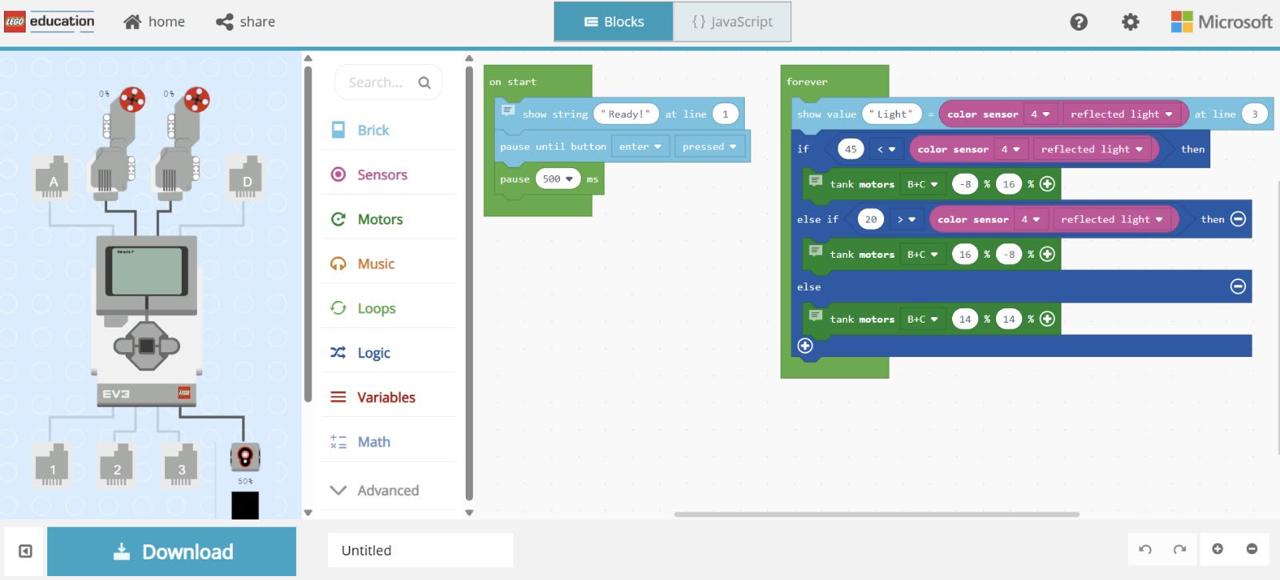 LEGO education home share Blocks { } JavaScript Microsoft
0% 0%
A D
EV3
1 2 3
50%
Download
Search...
Brick
Sensors
Motors
Music
Loops
Logic
Variables
Math
Advanced
on start
show string "Ready!" at line 1
pause until button enter pressed
pause 500 ms
forever
show value "Light" = color sensor 4 reflected light at line 3
if 45 < color sensor 4 reflected light then
tank motors B+C -8 % 16 %
else if 20 > color sensor 4 reflected light then
tank motors B+C 16 % -8 %
else
tank motors B+C 14 % 14 %
Untitled